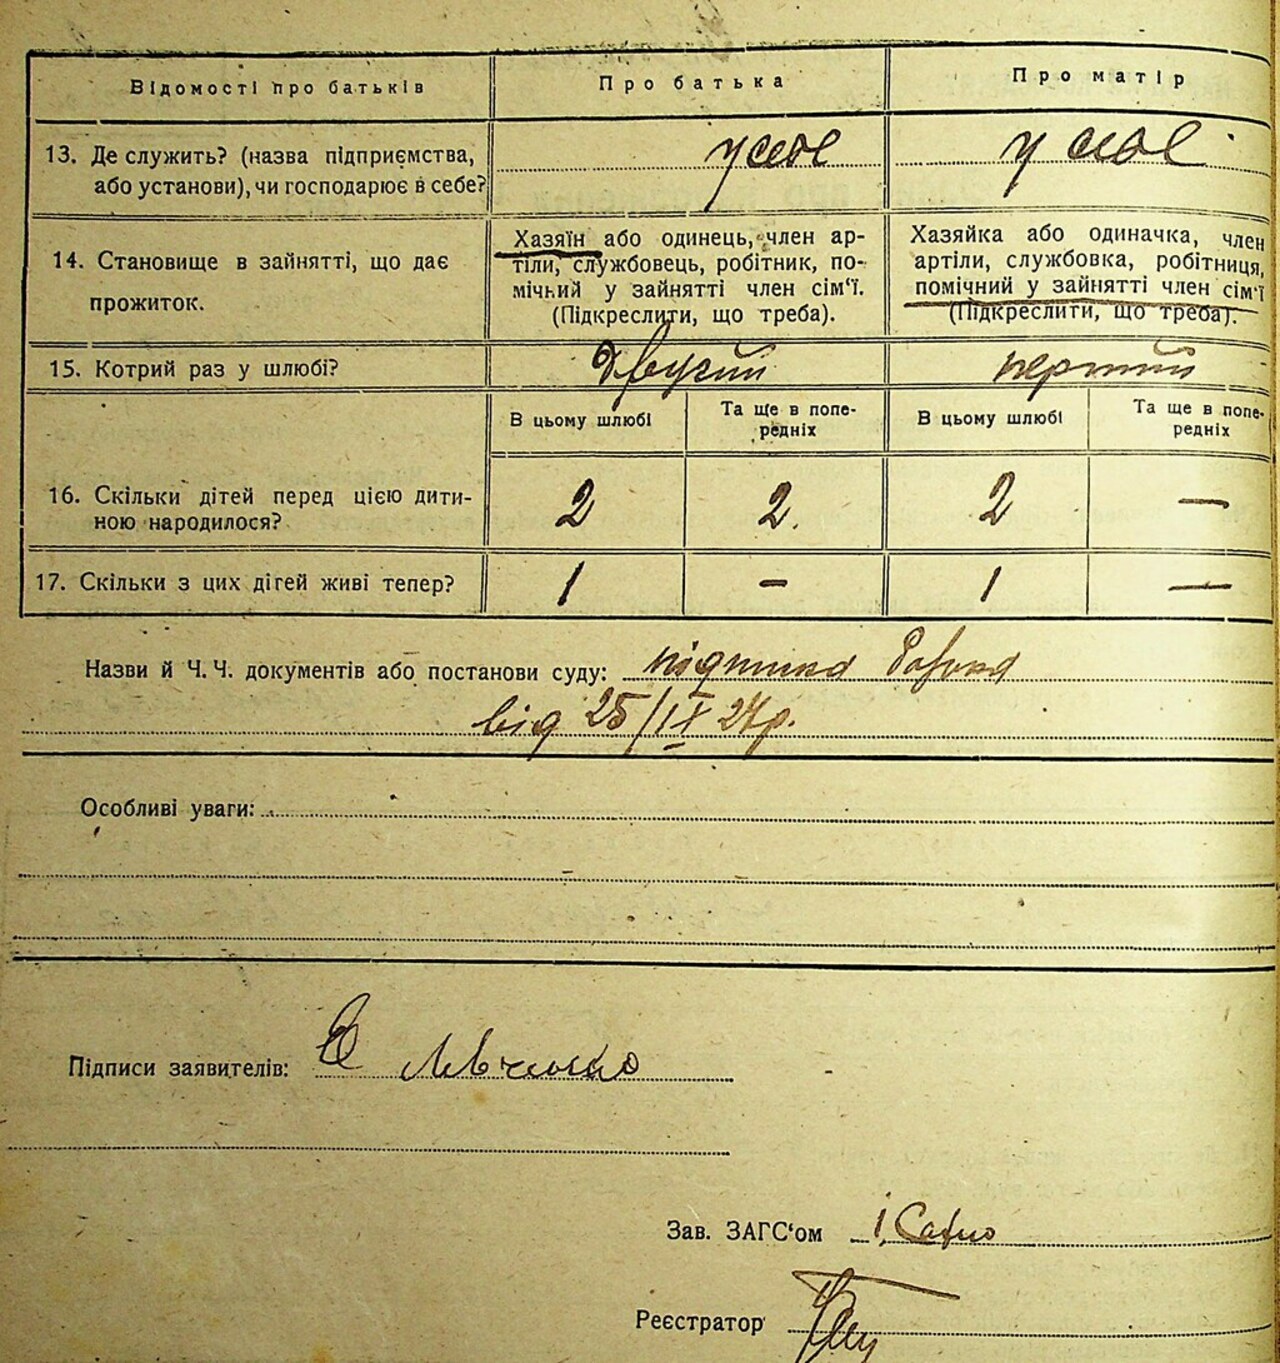 Відомості про батьків
Про батька
Про матір
13. Де служить? (назва підприємства,
або установи), чи господарює в себе?
у себе
у себе
14. Становище в зайнятті, що дає
прожиток.
Хазяїн або одинець, член ар-
тіли, службовець, робітник, по-
мічний у зайнятті член сім'ї.
(Підкреслити, що треба).
Хазяйка або одиначка, член
артіли, службовка, робітниця,
помічний у зайнятті член сім'ї
(Підкреслити, що треба).
15. Котрий раз у шлюбі?
другий
перший
В цьому шлюбі
Та ще в попе-
редніх
В цьому шлюбі
Та ще в попе-
редніх
16. Скільки дітей перед цією дити-
ною народилося?
2
2.
2
—
17. Скільки з цих дітей живі тепер?
1
–
1
—
Назви й Ч. Ч. документів або постанови суду:
від 25/IX 27р.
Особливі уваги:
Підписи заявителів: Левченко
Зав. ЗАГС'ом
Реєстратор